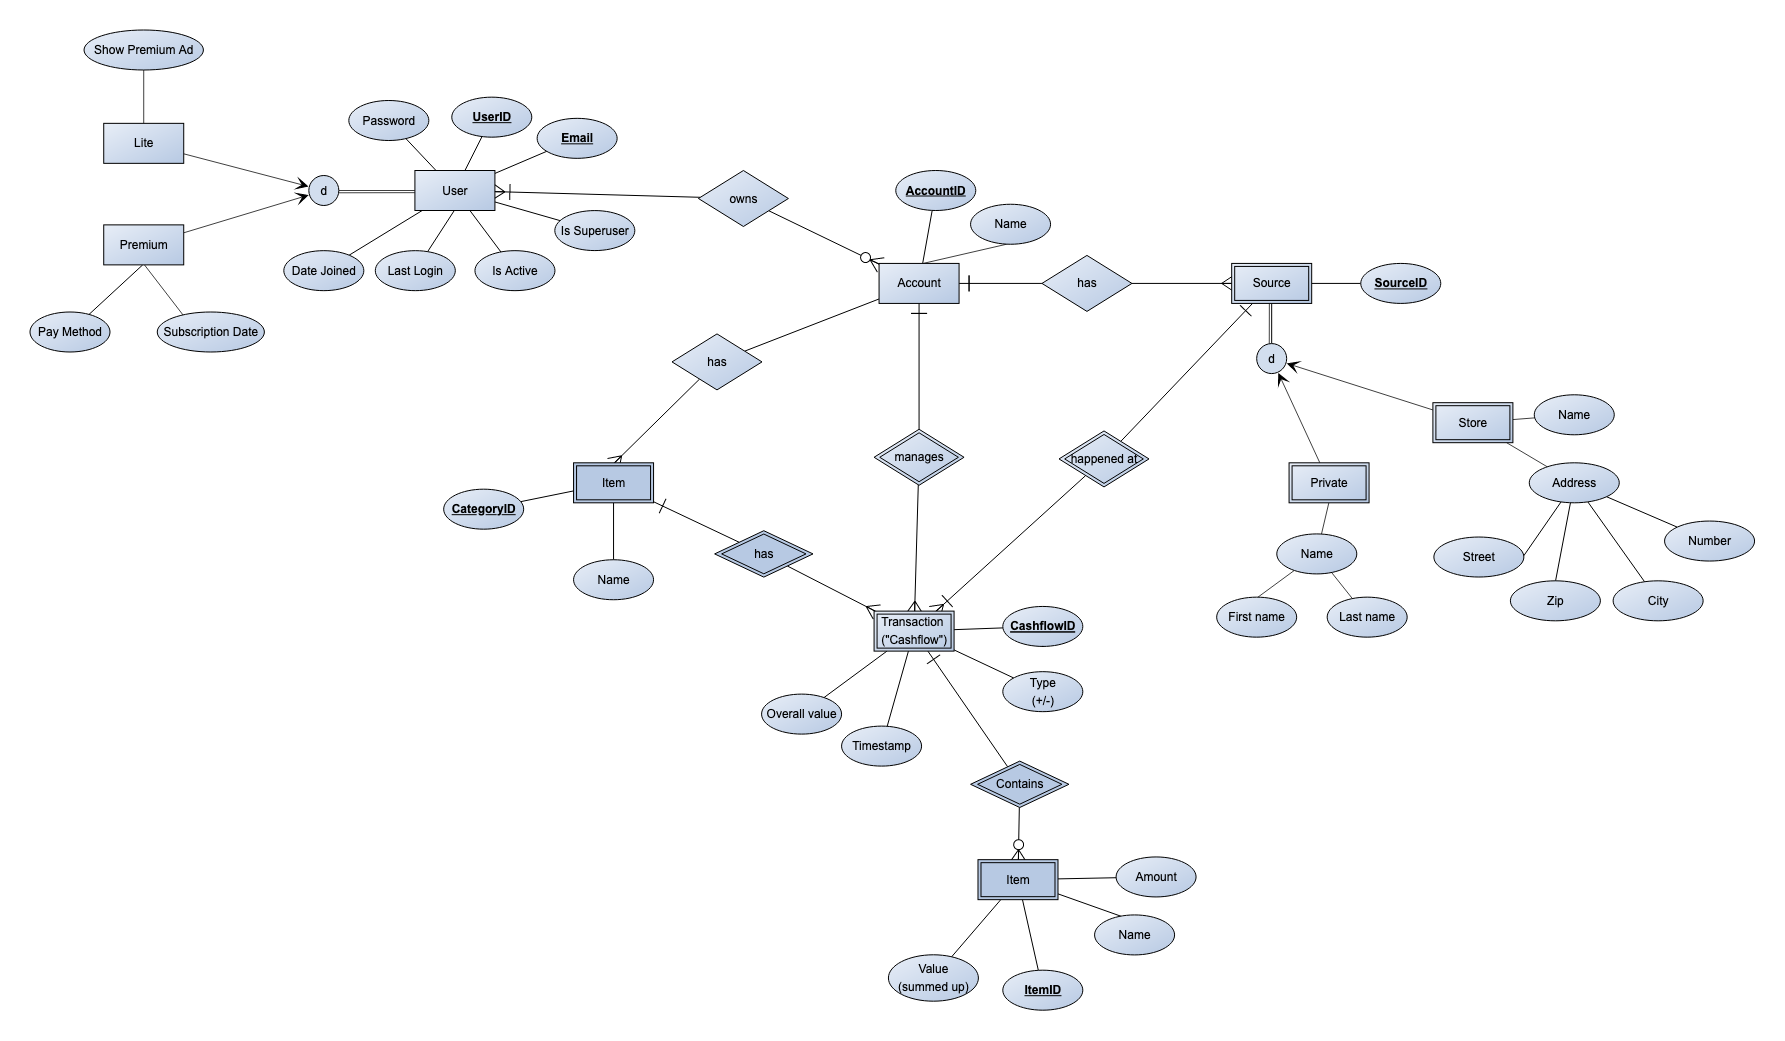 Show Premium Ad
Lite
Premium
Pay Method
Subscription Date
d
Password
UserID
Email
User
Is Superuser
Date Joined
Last Login
Is Active
owns
AccountID
Name
Account
has
Source
SourceID
d
has
manages
happened at
Store
Name
Address
Street
Zip
City
Number
Private
Name
First name
Last name
Item
CategoryID
Name
has
Transaction
("Cashflow")
CashflowID
Type
(+/-)
Overall value
Timestamp
Contains
Item
Amount
Name
Value
(summed up)
ItemID